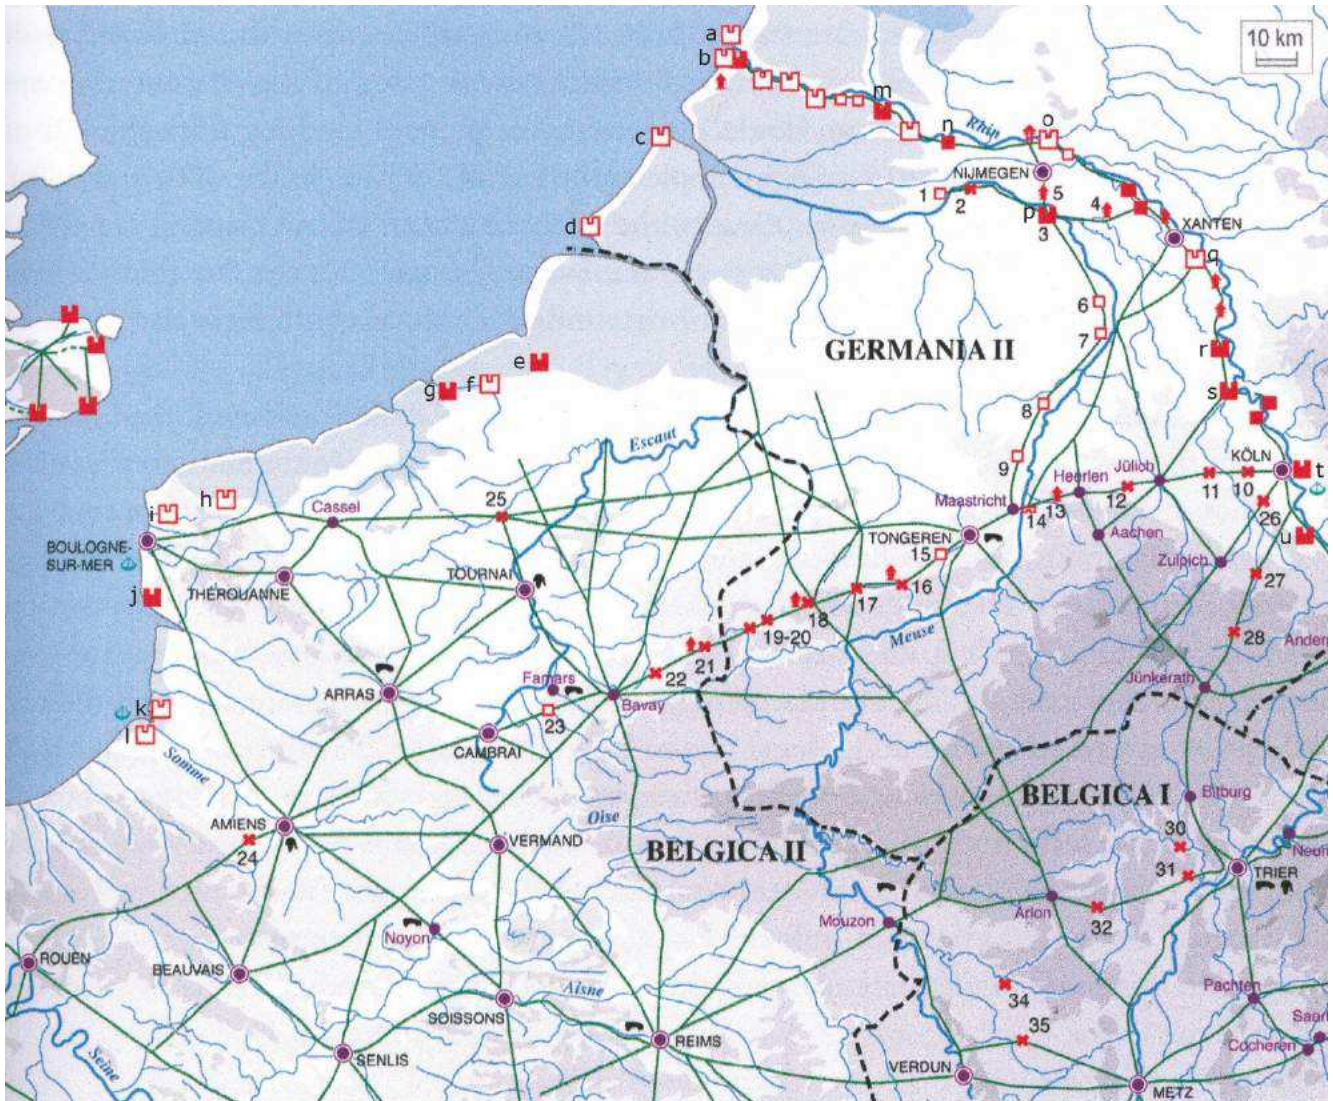 a
10 km
b
m
n
Rhin
o
c
NIJMEGEN
1
2
5
4
p
3
XANTEN
d
q
6
7
GERMANIA II
r
e
f
g
s
8
Escaut
9
KÖLN
t
Heerlen
Jülich
h
25
Maastricht
14
13
12
11
10
i
Cassel
26
BOULOGNE-
SUR-MER
TONGEREN
Aachen
u
15
Zulpich
THÉROUANNE
TOURNAI
16
27
j
17
18
19-20
Meuse
28
21
Ander
22
Famars
Bavay
Junkerath
ARRAS
k
23
l
CAMBRAI
Somme
BELGICA I
Bitburg
Oise
AMIENS
VERMAND
BELGICA II
30
24
Neum
31
TRIER
Arlon
32
Mouzon
Noyon
ROUEN
BEAUVAIS
Aisne
34
Pachten
SOISSONS
35
Saarl
REIMS
Cocheren
SENLIS
Seine
VERDUN
METZ